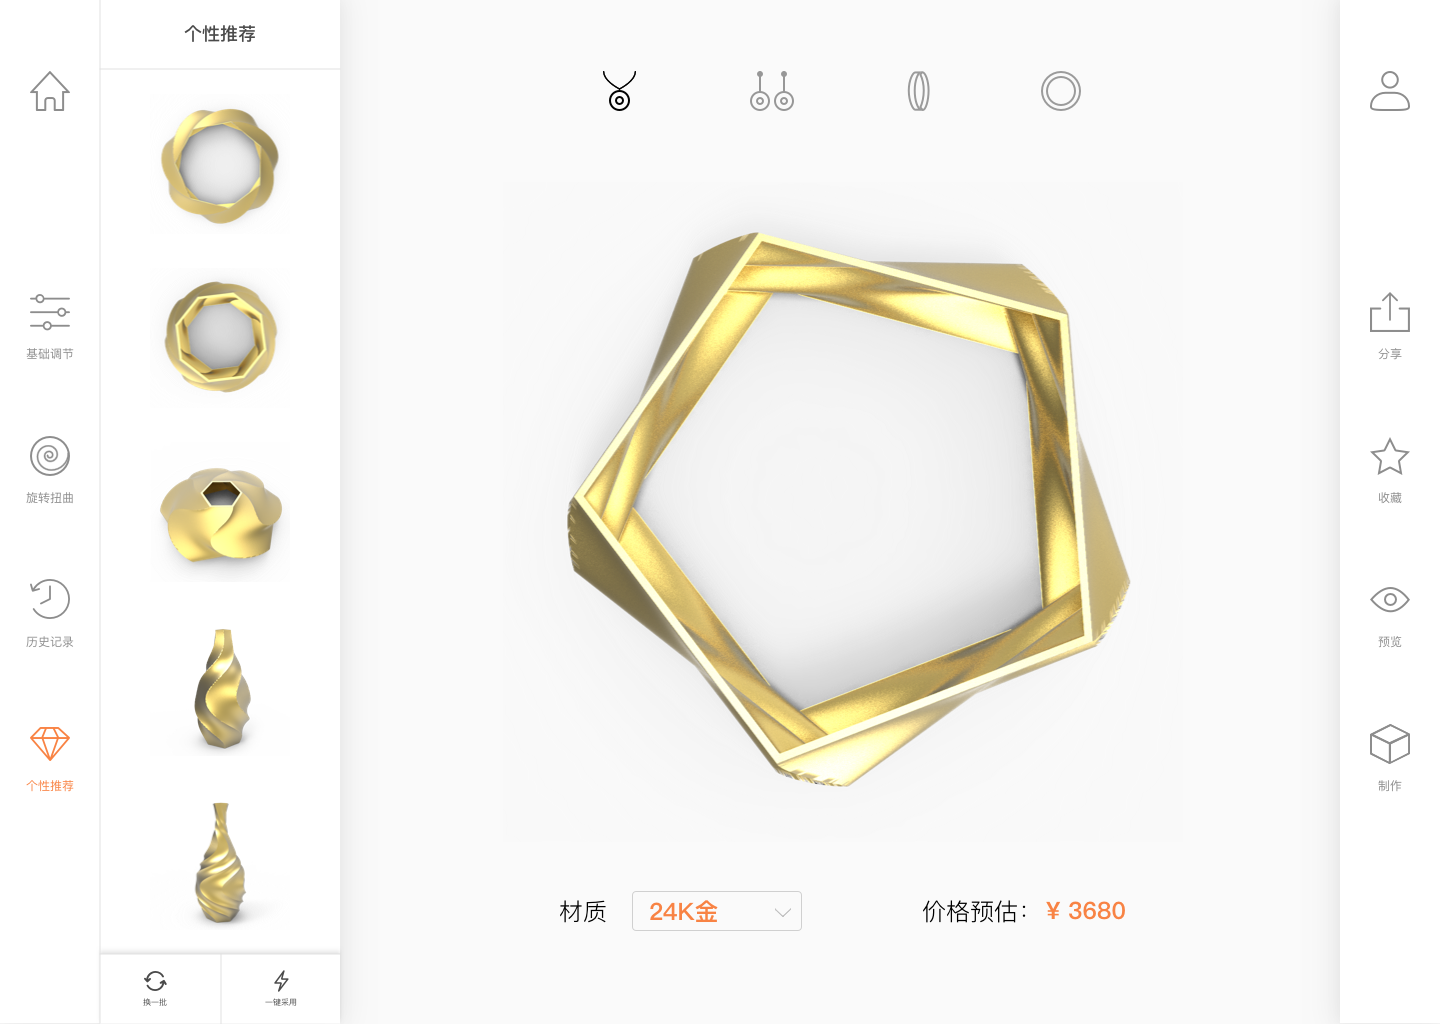 个性推荐
基础调节
旋转扭曲
历史记录
个性推荐
换一批
一键采用
材质
24K金
价格预估：
¥ 3680
分享
收藏
预览
制作